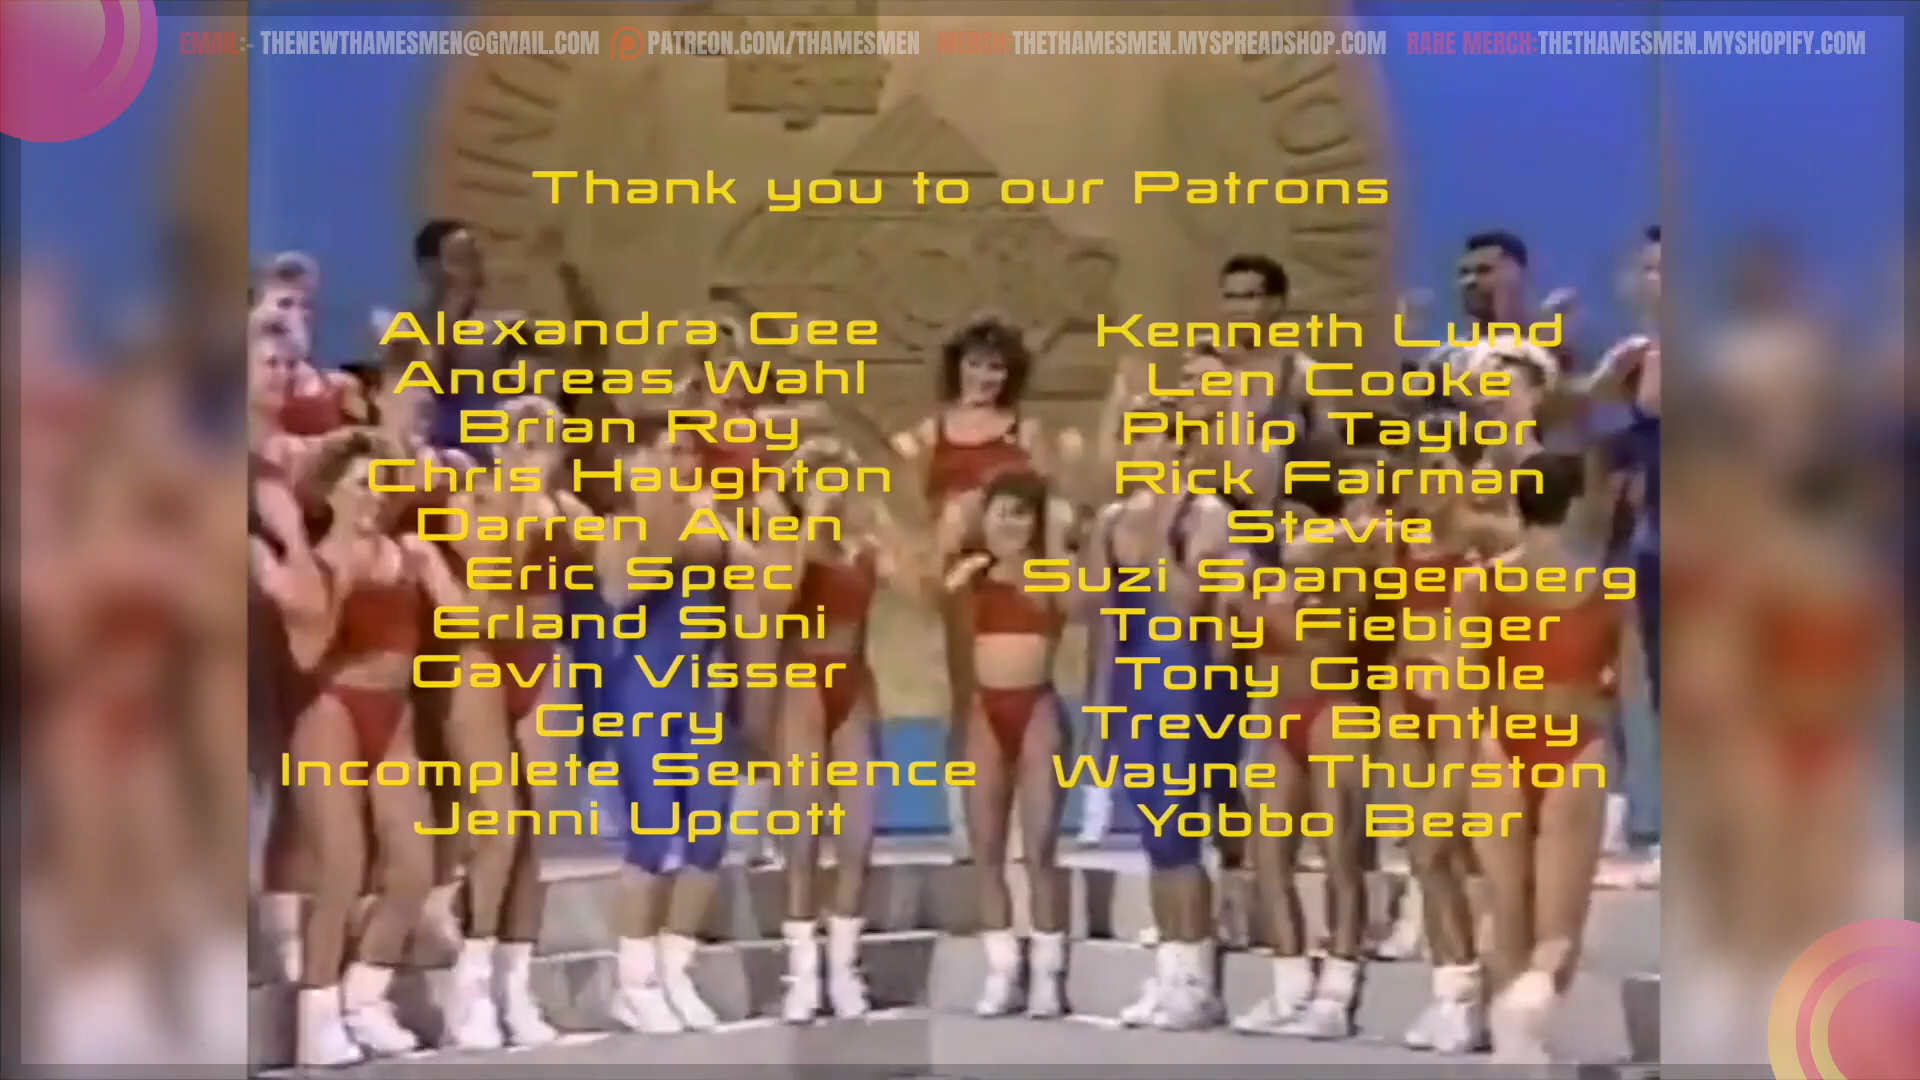 EMAIL:- THENEWTHAMESMEN@GMAIL.COM PATREON.COM/THAMESMEN MERCH:THETHAMESMEN.MYSPREADSHOP.COM RARE MERCH:THETHAMESMEN.MYSHOPIFY.COM
Thank you to our Patrons
Alexandra Gee
Andreas Wahl
Brian Roy
Chris Haughton
Darren Allen
Eric Spec
Erland Suni
Gavin Visser
Gerry
Incomplete Sentience
Jenni Upcott
Kenneth Lund
Len Cooke
Philip Taylor
Rick Fairman
Stevie
Suzi Spangenberg
Tony Fiebiger
Tony Gamble
Trevor Bentley
Wayne Thurston
Yobbo Bear